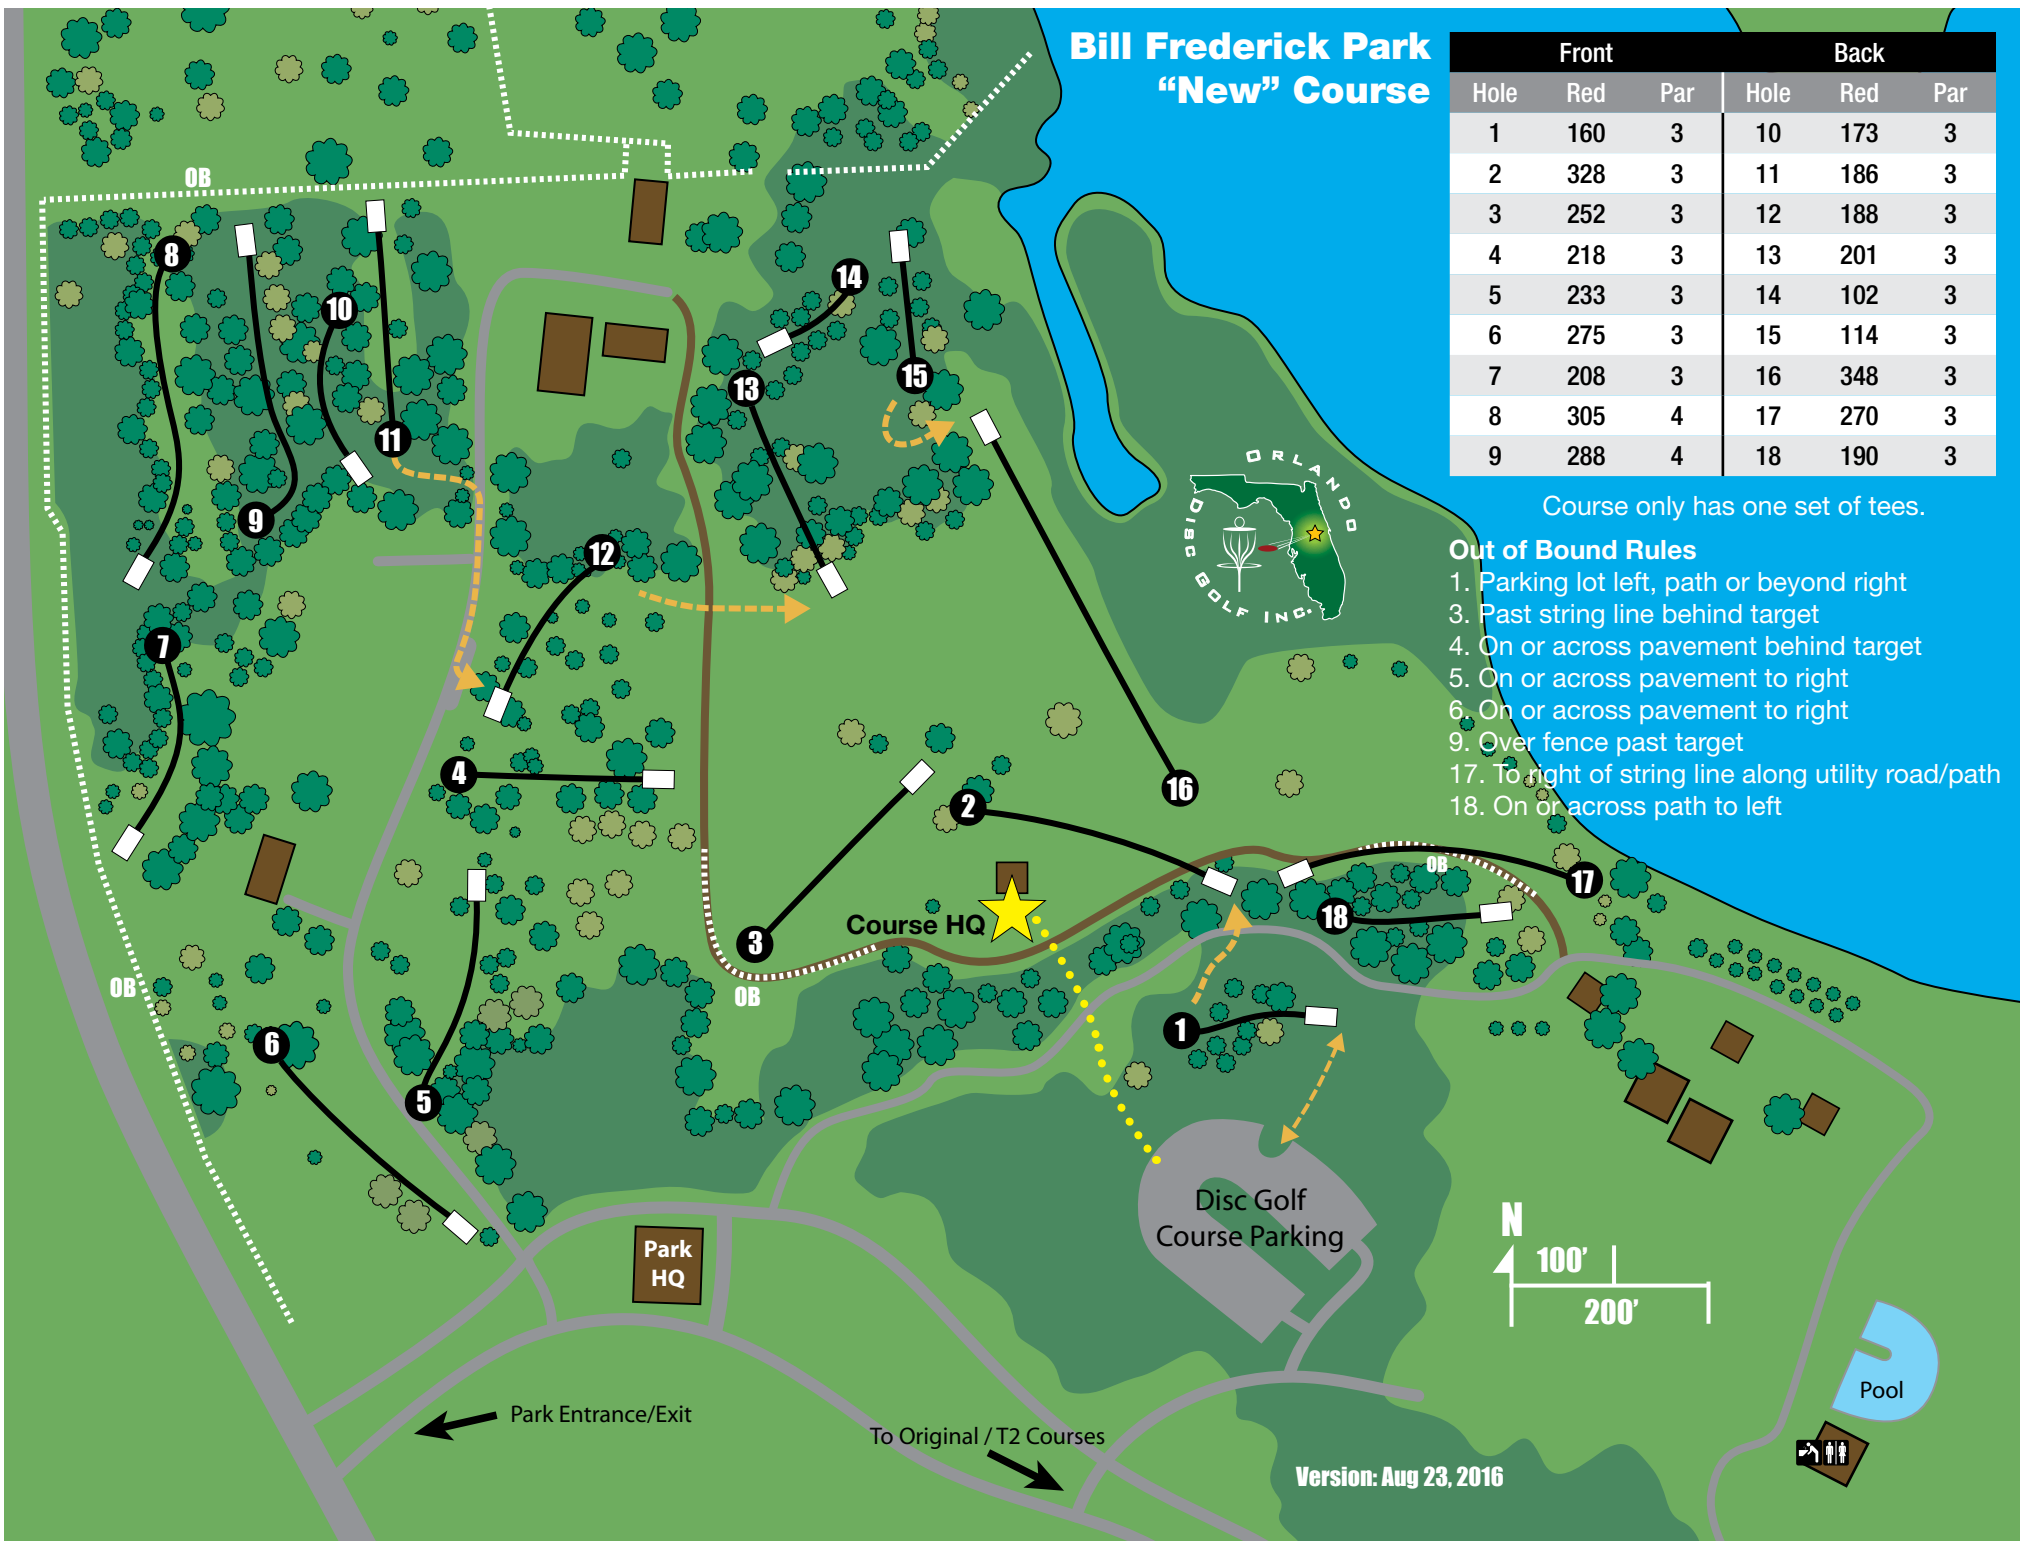 Bill Frederick Park
“New” Course
Front Back
Hole Red Par Hole Red Par
1 160 3 10 173 3
2 328 3 11 186 3
3 252 3 12 188 3
4 218 3 13 201 3
5 233 3 14 102 3
6 275 3 15 114 3
7 208 3 16 348 3
8 305 4 17 270 3
9 288 4 18 190 3
Course only has one set of tees.
Out of Bound Rules
1. Parking lot left, path or beyond right
3. Past string line behind target
4. On or across pavement behind target
5. On or across pavement to right
6. On or across pavement to right
9. Over fence past target
17. To right of string line along utility road/path
18. On or across path to left
ORLANDO
DISC GOLF INC.
OB
8
10
14
15
13
11
9
12
7
4
2
16
OB
17
18
Course HQ
3
OB
OB
1
6
5
Disc Golf
Course Parking
N
100’
200’
Park
HQ
Pool
Park Entrance/Exit
To Original / T2 Courses
Version: Aug 23, 2016